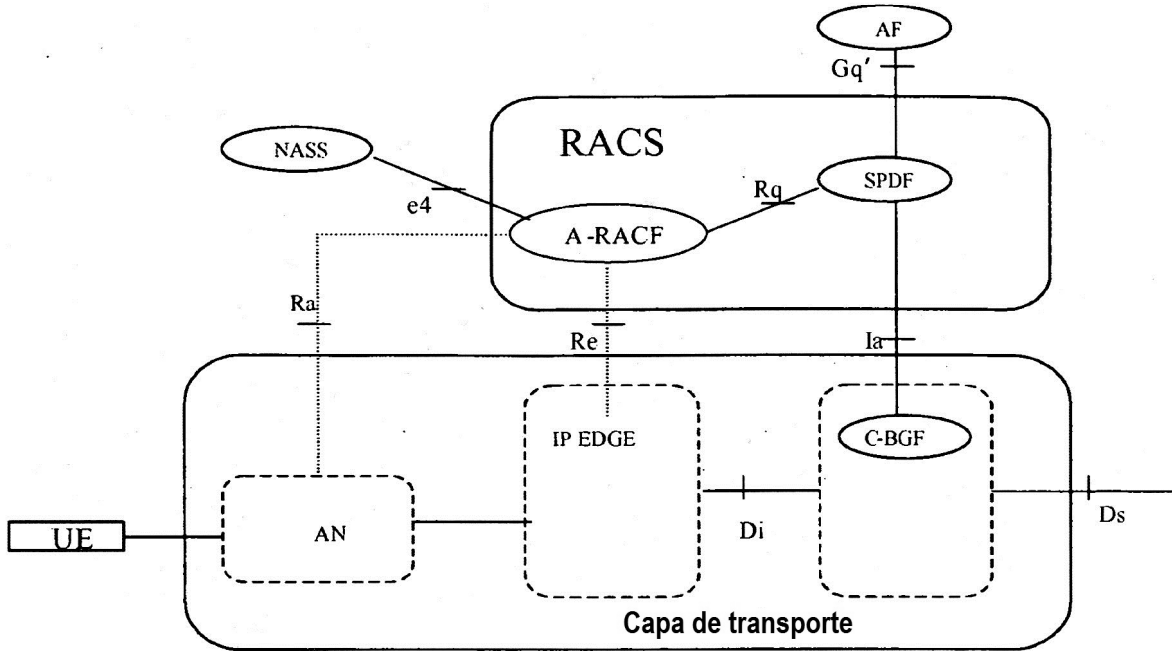 AF
Gq'
RACS
NASS
SPDF
Rq
e4
A-RACF
Ra
Re
Ia
IP EDGE
C-BGF
AN
UE
Di
Ds
Capa de transporte